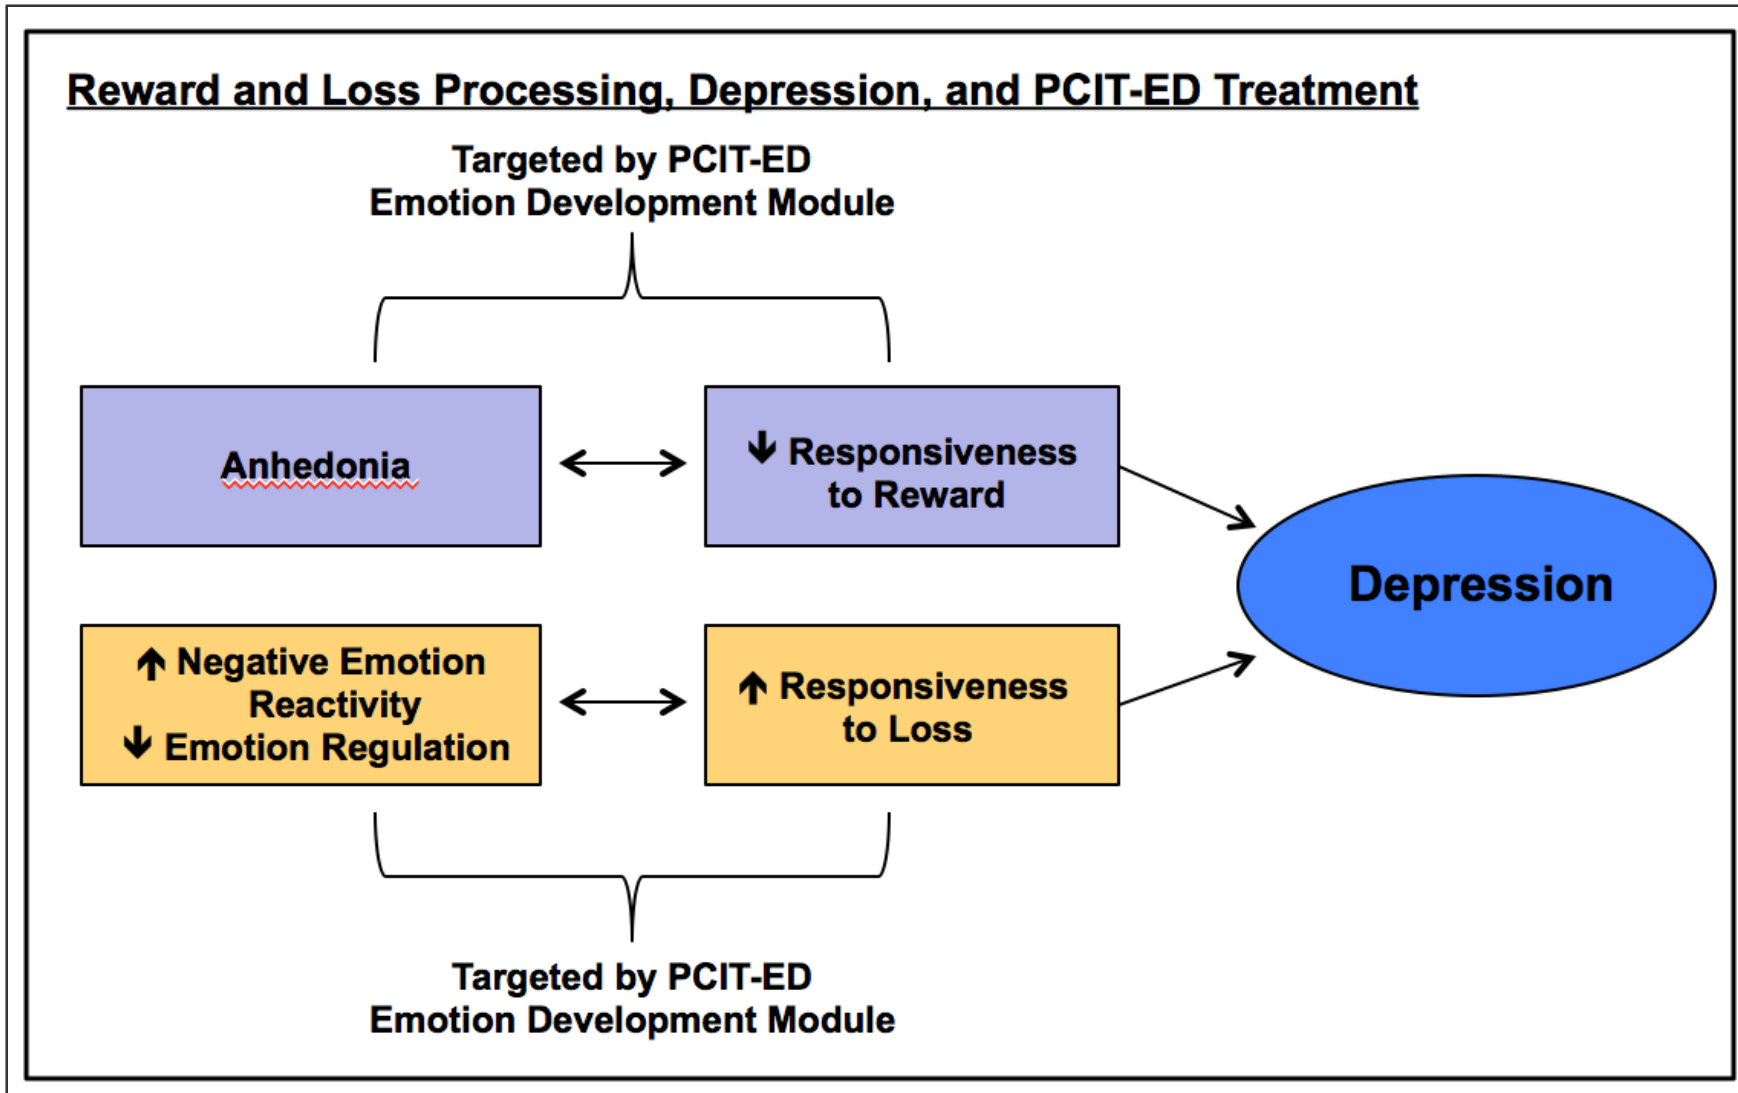 Reward and Loss Processing, Depression, and PCIT-ED Treatment
Targeted by PCIT-ED
Emotion Development Module
Anhedonia
↓ Responsiveness
to Reward
Depression
↑ Negative Emotion
Reactivity
↓ Emotion Regulation
↑ Responsiveness
to Loss
Targeted by PCIT-ED
Emotion Development Module